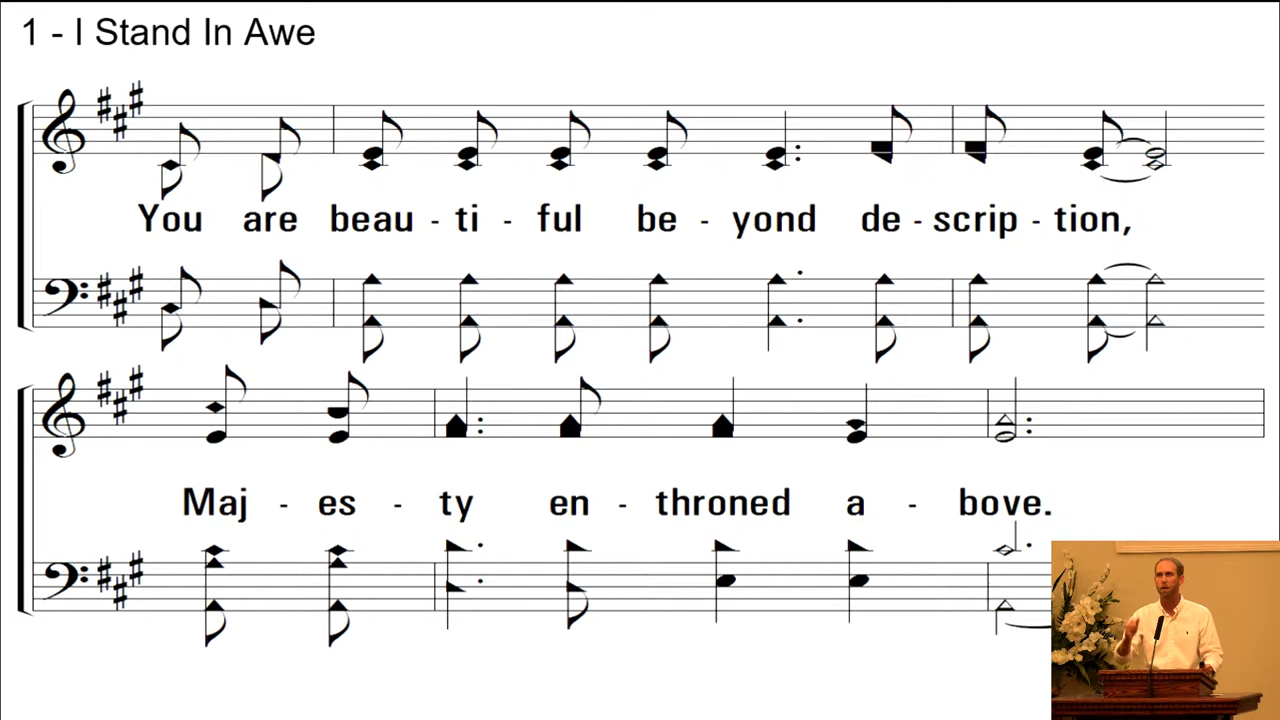 1 - I Stand In Awe
You are beau - ti - ful be - yond de - scrip - tion,
Maj - es - ty en - throned a - bove.